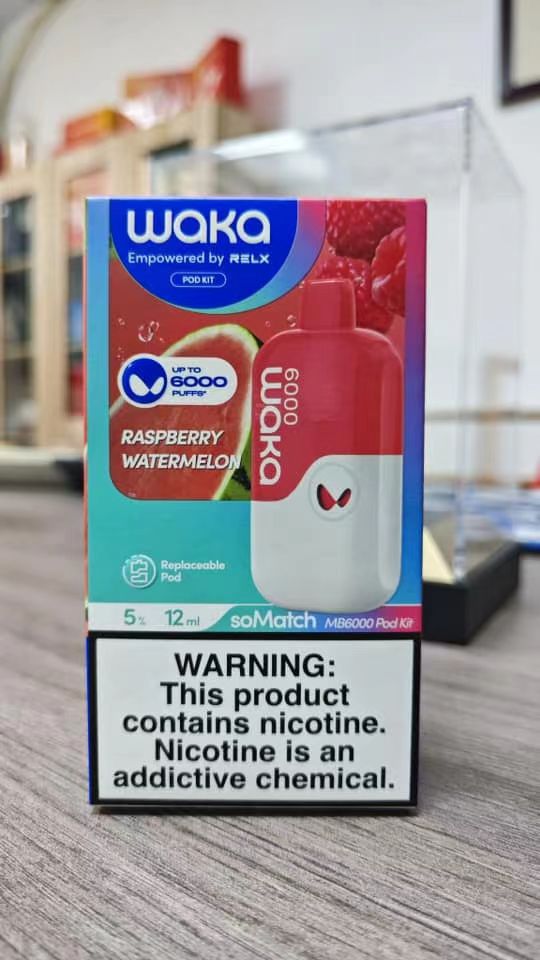 waka
Empowered by RELX
POD KIT
UP TO
6000
PUFFS*
RASPBERRY
WATERMELON
waka
6000
Replaceable
Pod
5% 12ml soMatch MB6000 Pod Kit
WARNING:
This product
contains nicotine.
Nicotine is an
addictive chemical.